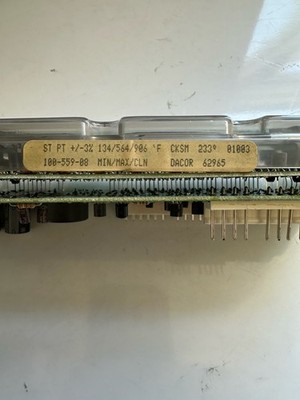 ST PT +/-3% 134/564/906 °F CKSM 233° 01003
100-559-08 MIN/MAX/CLN DACOR 62965